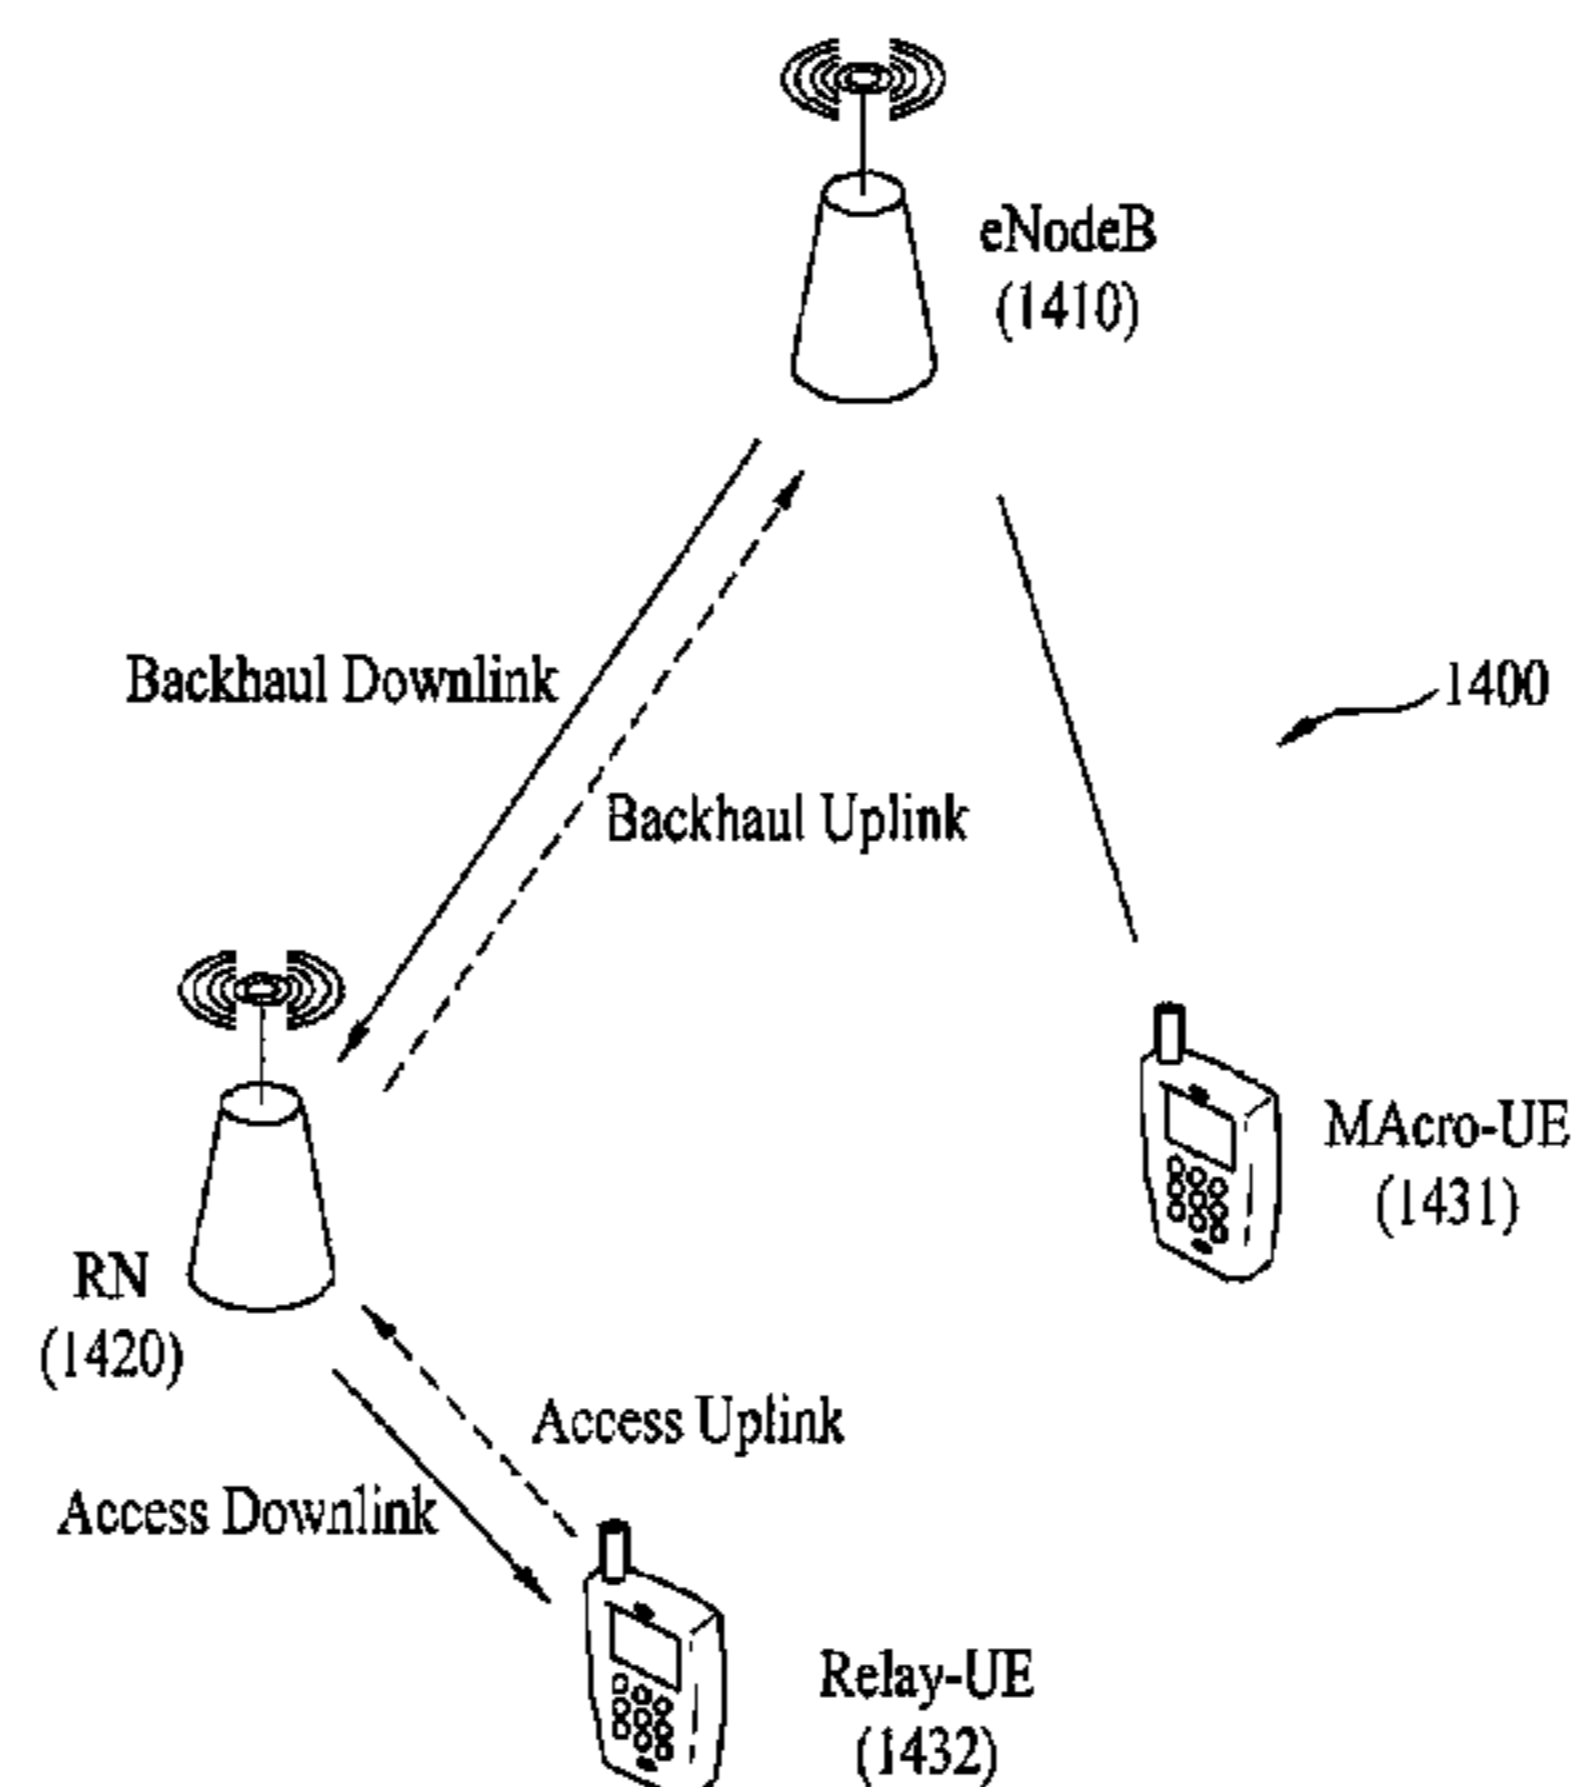 eNodeB
(1410)
Backhaul Downlink
1400
Backhaul Uplink
MAcro-UE
(1431)
RN
(1420)
Access Uplink
Access Downlink
Relay-UE
(1432)